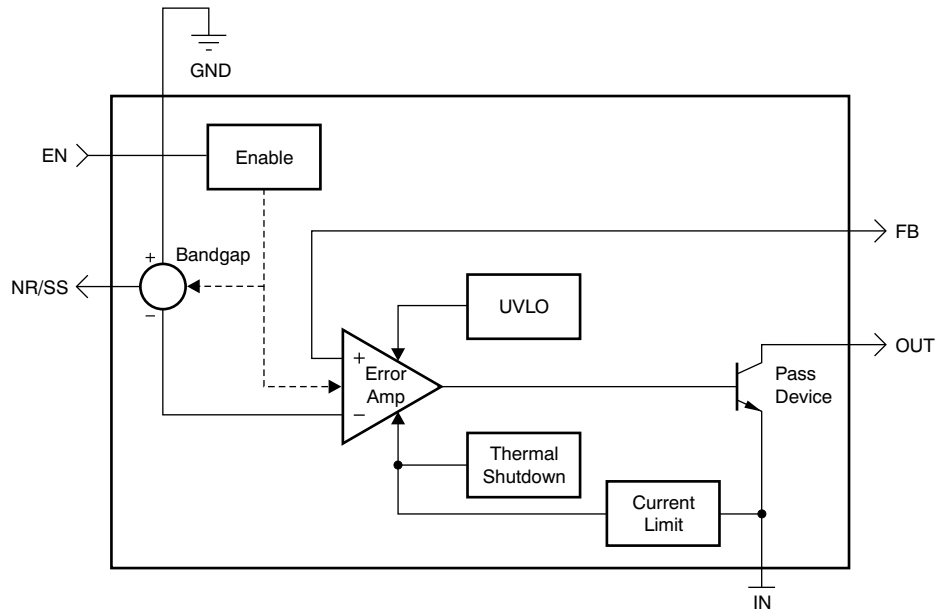 GND
EN
Enable
+
Bandgap
FB
NR/SS
−
UVLO
OUT
+
Error
Amp
−
Pass
Device
Thermal
Shutdown
Current
Limit
IN